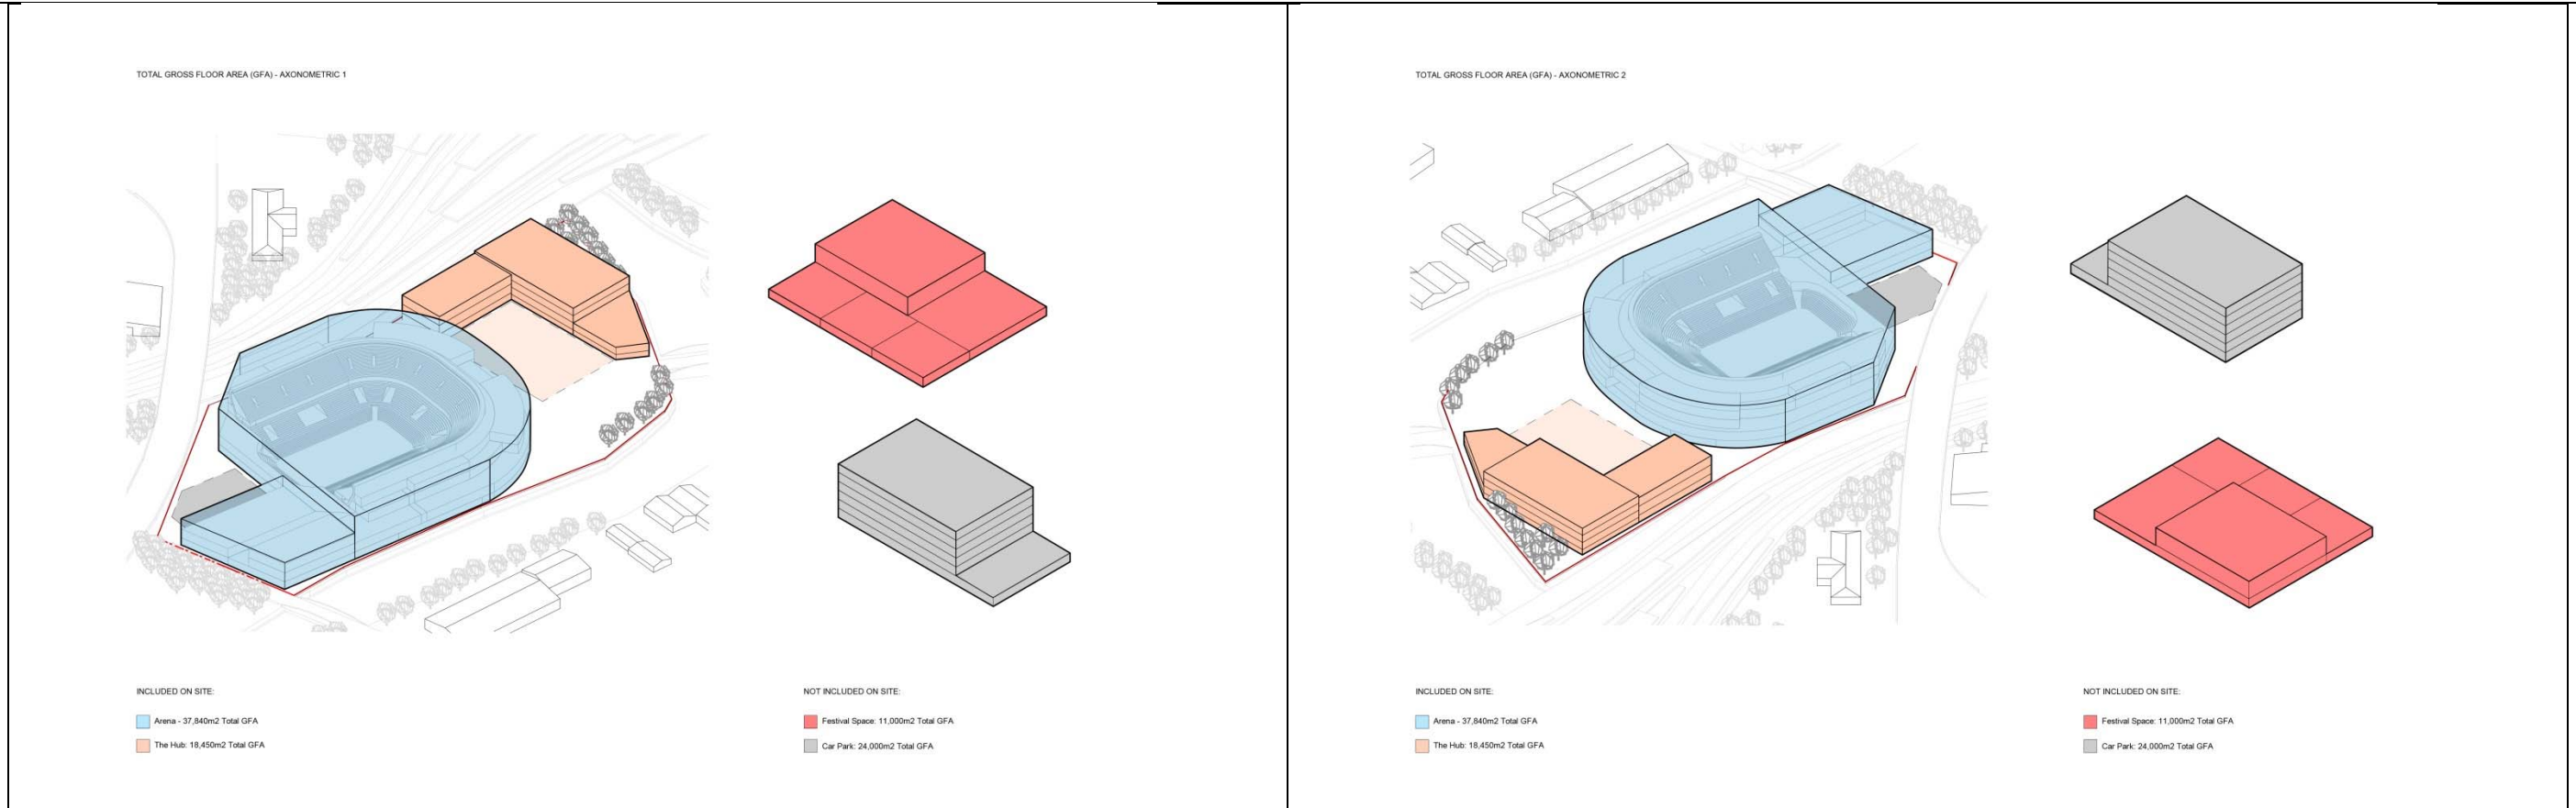 TOTAL GROSS FLOOR AREA (GFA) - AXONOMETRIC 1
INCLUDED ON SITE:
Arena - 37,840m2 Total GFA
The Hub: 18,450m2 Total GFA
NOT INCLUDED ON SITE:
Festival Space: 11,000m2 Total GFA
Car Park: 24,000m2 Total GFA
TOTAL GROSS FLOOR AREA (GFA) - AXONOMETRIC 2
INCLUDED ON SITE:
Arena - 37,840m2 Total GFA
The Hub: 18,450m2 Total GFA
NOT INCLUDED ON SITE:
Festival Space: 11,000m2 Total GFA
Car Park: 24,000m2 Total GFA